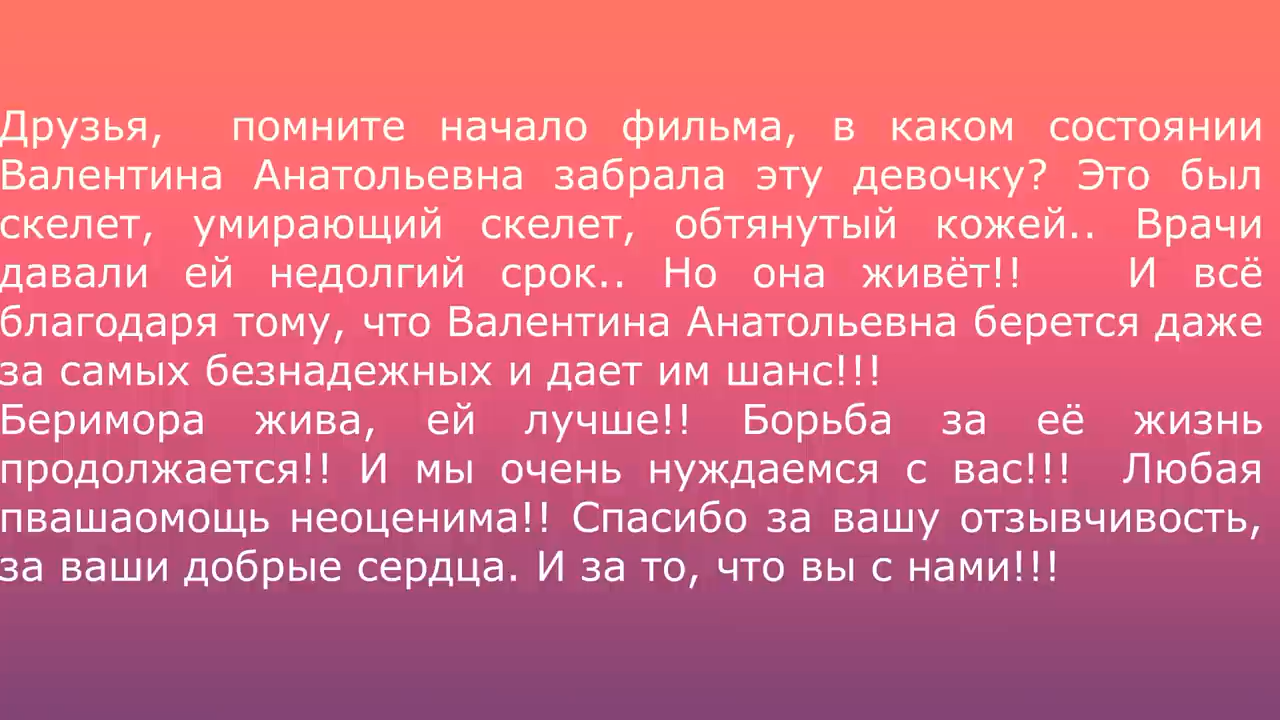 Друзья, помните начало фильма, в каком состоянии
Валентина Анатольевна забрала эту девочку? Это был
скелет, умирающий скелет, обтянутый кожей.. Врачи
давали ей недолгий срок.. Но она живёт!! И всё
благодаря тому, что Валентина Анатольевна берется даже
за самых безнадежных и дает им шанс!!!
Беримора жива, ей лучше!! Борьба за её жизнь
продолжается!! И мы очень нуждаемся с вас!!! Любая
пвашаомощь неоценима!! Спасибо за вашу отзывчивость,
за ваши добрые сердца. И за то, что вы с нами!!!